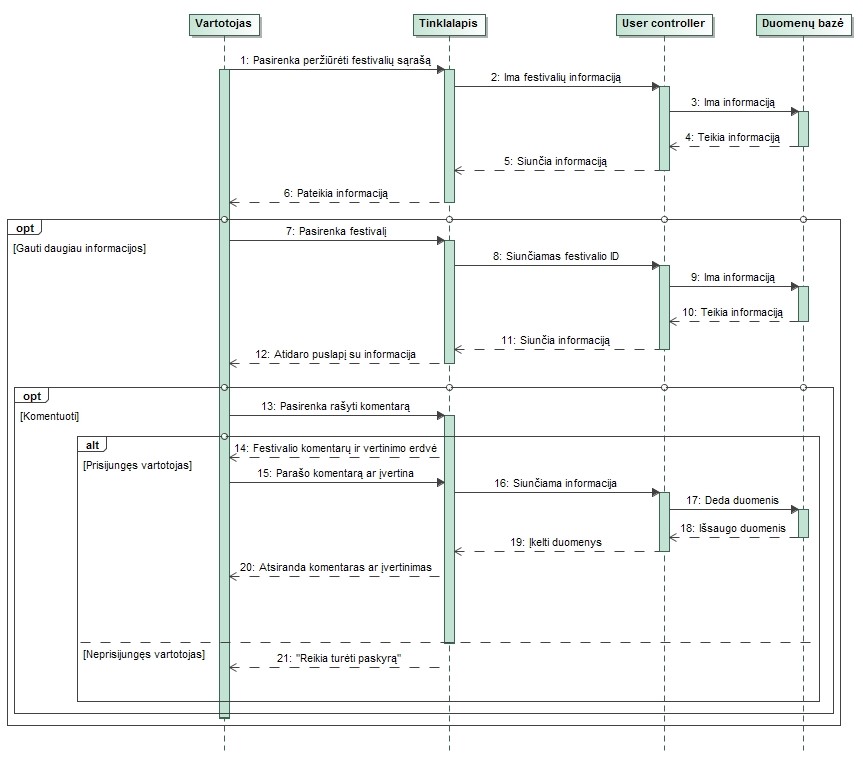 Vartotojas
Tinklalapis
User controller
Duomenų bazė
1: Pasirenka peržiūrėti festivalių sąrašą
2: Ima festivalių informaciją
3: Ima informaciją
4: Teikia informaciją
5: Siunčia informaciją
6: Pateikia informaciją
opt
[Gauti daugiau informacijos]
7: Pasirenka festivalį
8: Siunčiamas festivalio ID
9: Ima informaciją
10: Teikia informaciją
11: Siunčia informaciją
12: Atidaro puslapį su informacija
opt
[Komentuoti]
13: Pasirenka rašyti komentarą
alt
[Prisijungęs vartotojas]
14: Festivalio komentarų ir vertinimo erdvė
15: Parašo komentarą ar įvertina
16: Siunčiama informacija
17: Deda duomenis
18: Išsaugo duomenis
19: Įkelti duomenys
20: Atsiranda komentaras ar įvertinimas
[Neprisijungęs vartotojas]
21: "Reikia turėti paskyrą"